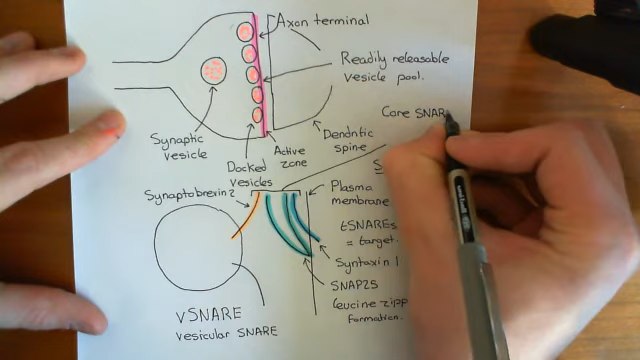 Axon terminal
Readily releasable
vesicle pool.
Core SNAR
Synaptic
vesicle
Docked
vesicles
Active
zone
Dendritic
spine
Synaptobrevin 2
Plasma
membrane
tSNAREs
= target.
Syntaxin 1
SNAP25
leucine zipp
formation.
vSNARE
vesicular SNARE